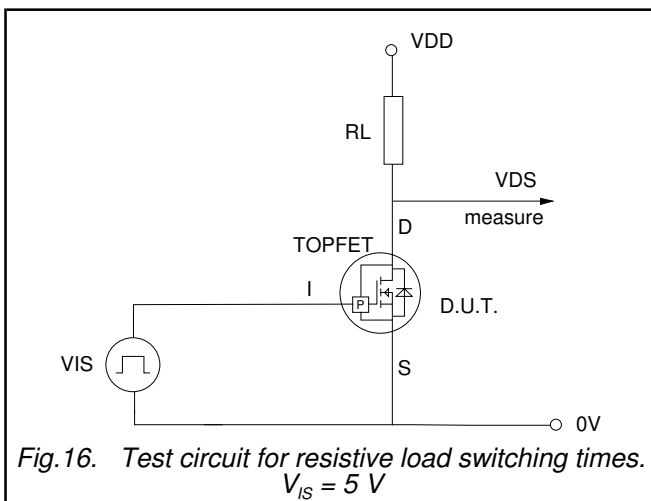 VDD
RL
VDS
measure
D
TOPFET
I
P
D.U.T.
VIS
S
0V
Fig.16. Test circuit for resistive load switching times.
VIS = 5 V